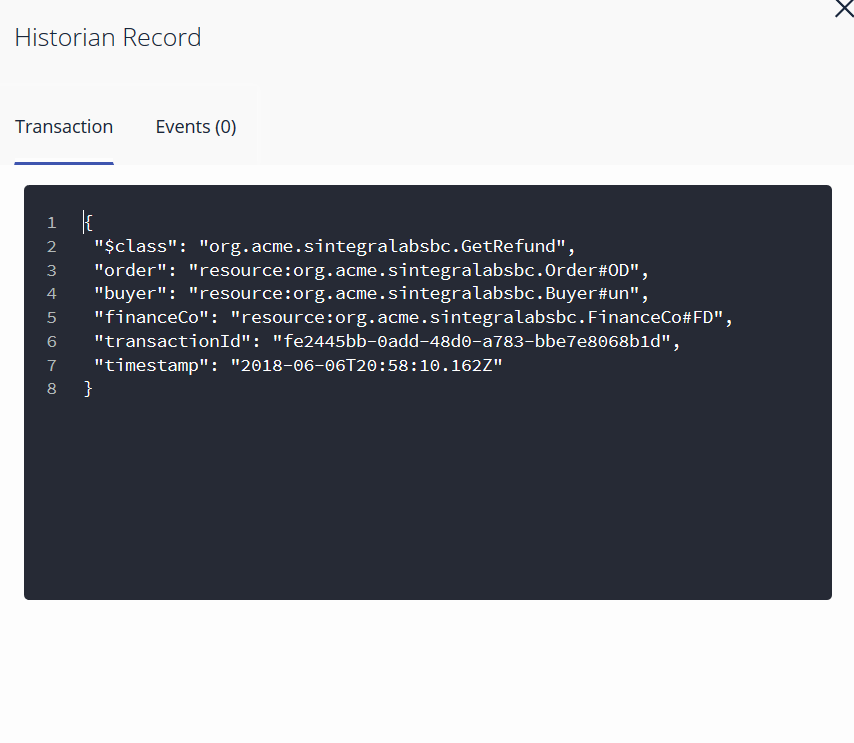 Historian Record
Transaction Events (0)
1 {
2 "$class": "org.acme.sintegralabsbc.GetRefund",
3 "order": "resource:org.acme.sintegralabsbc.Order#OD",
4 "buyer": "resource:org.acme.sintegralabsbc.Buyer#un",
5 "financeCo": "resource:org.acme.sintegralabsbc.FinanceCo#FD",
6 "transactionId": "fe2445bb-0add-48d0-a783-bbe7e8068b1d",
7 "timestamp": "2018-06-06T20:58:10.162Z"
8 }